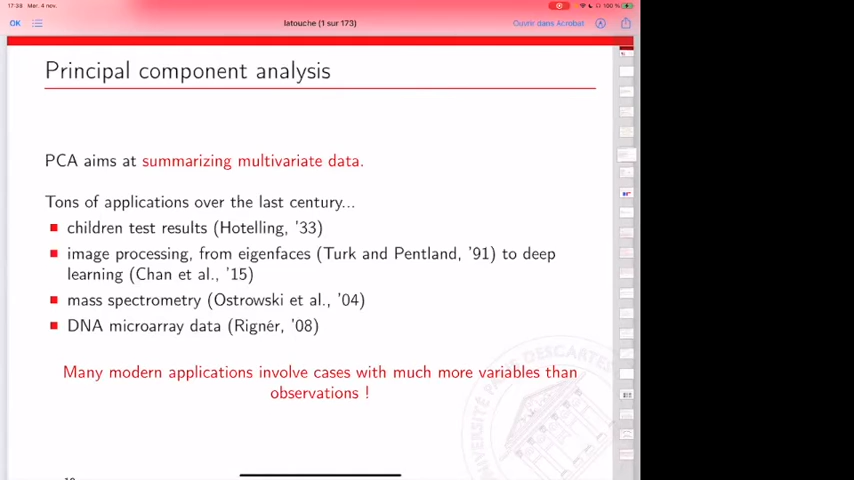 17:38 Mer. 4 nov.
100 %
OK
latouche (1 sur 173)
Ouvrir dans Acrobat
Principal component analysis
PCA aims at summarizing multivariate data.
Tons of applications over the last century...
children test results (Hotelling, '33)
image processing, from eigenfaces (Turk and Pentland, '91) to deep
learning (Chan et al., '15)
mass spectrometry (Ostrowski et al., '04)
DNA microarray data (Rignér, '08)
Many modern applications involve cases with much more variables than
observations !
UNIVERSITÉ PARIS DESCARTES